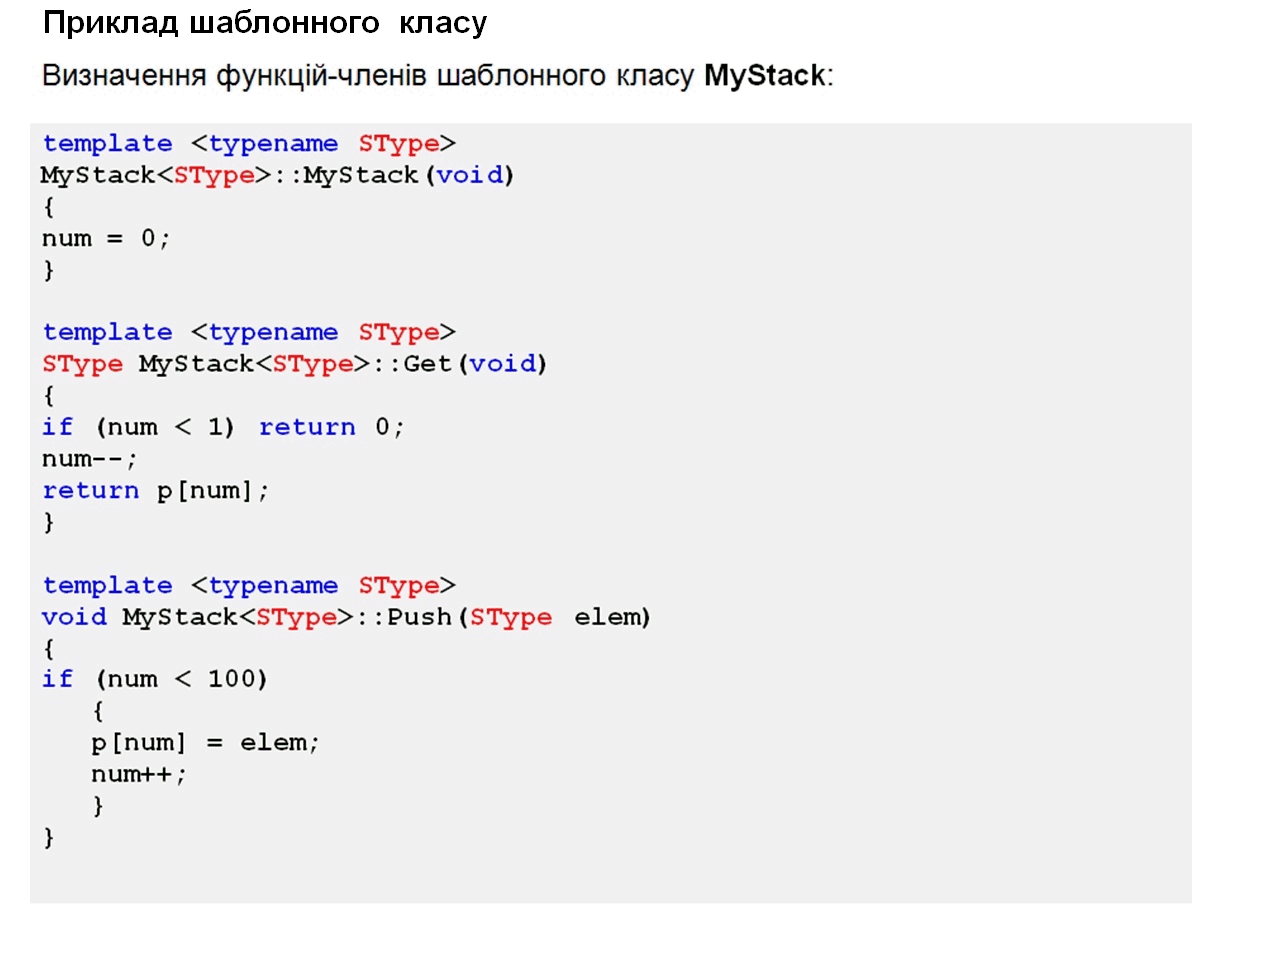 Приклад шаблонного класу
Визначення функцій-членів шаблонного класу MyStack:
template <typename SType>
MyStack<SType>::MyStack(void)
{
num = 0;
}
template <typename SType>
SType MyStack<SType>::Get(void)
{
if (num < 1) return 0;
num--;
return p[num];
}
template <typename SType>
void MyStack<SType>::Push(SType elem)
{
if (num < 100)
{
p[num] = elem;
num++;
}
}